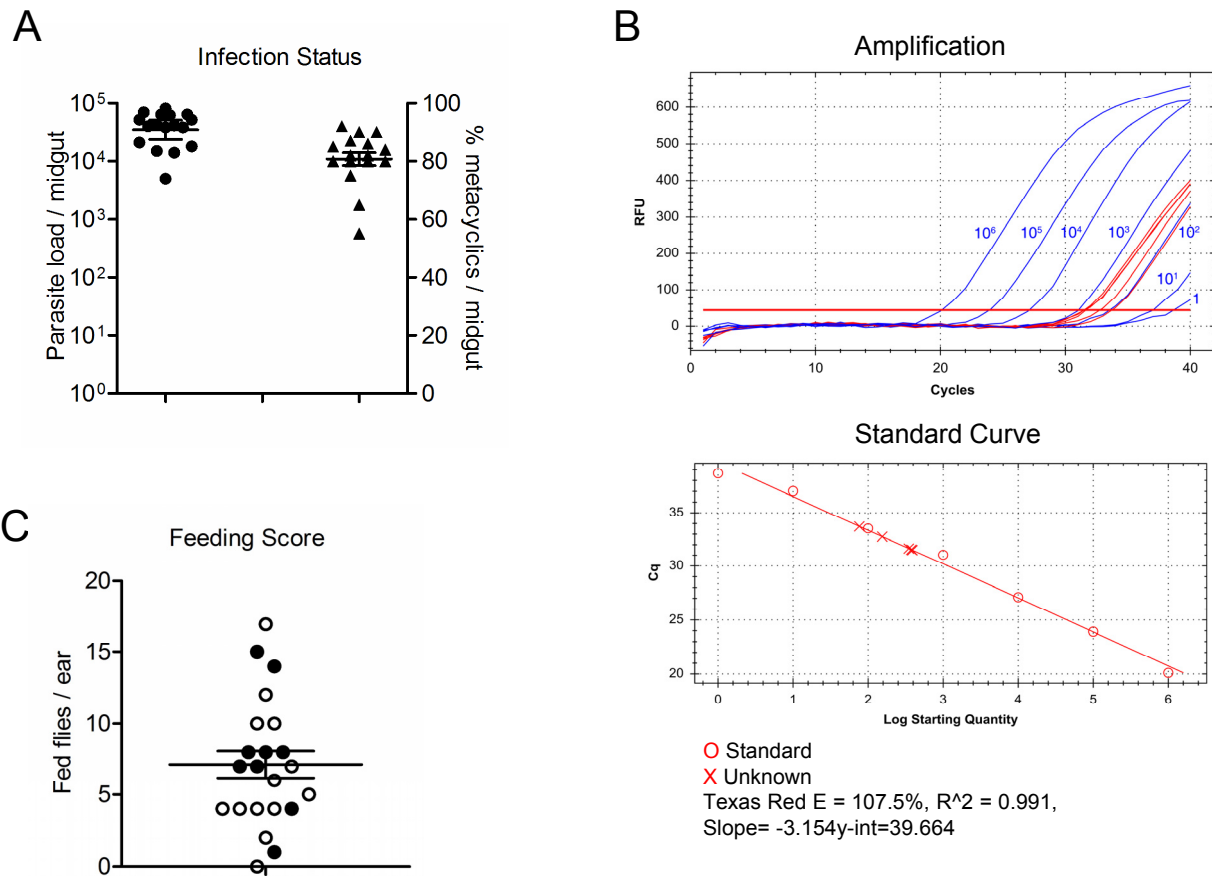 A
Infection Status
Parasite load / midgut
10⁵
10⁴
10³
10²
10¹
10⁰
100
80
60
40
20
0
% metacyclics / midgut
B
Amplification
RFU
600
500
400
300
200
100
0
10⁶
10⁵
10⁴
10³
10²
10¹
1
0
10
20
30
40
Cycles
Standard Curve
Cq
35
30
25
20
0
1
2
3
4
5
6
Log Starting Quantity
O Standard
X Unknown
Texas Red E = 107.5%, R^2 = 0.991,
Slope= -3.154y-int=39.664
C
Feeding Score
Fed flies / ear
20
15
10
5
0